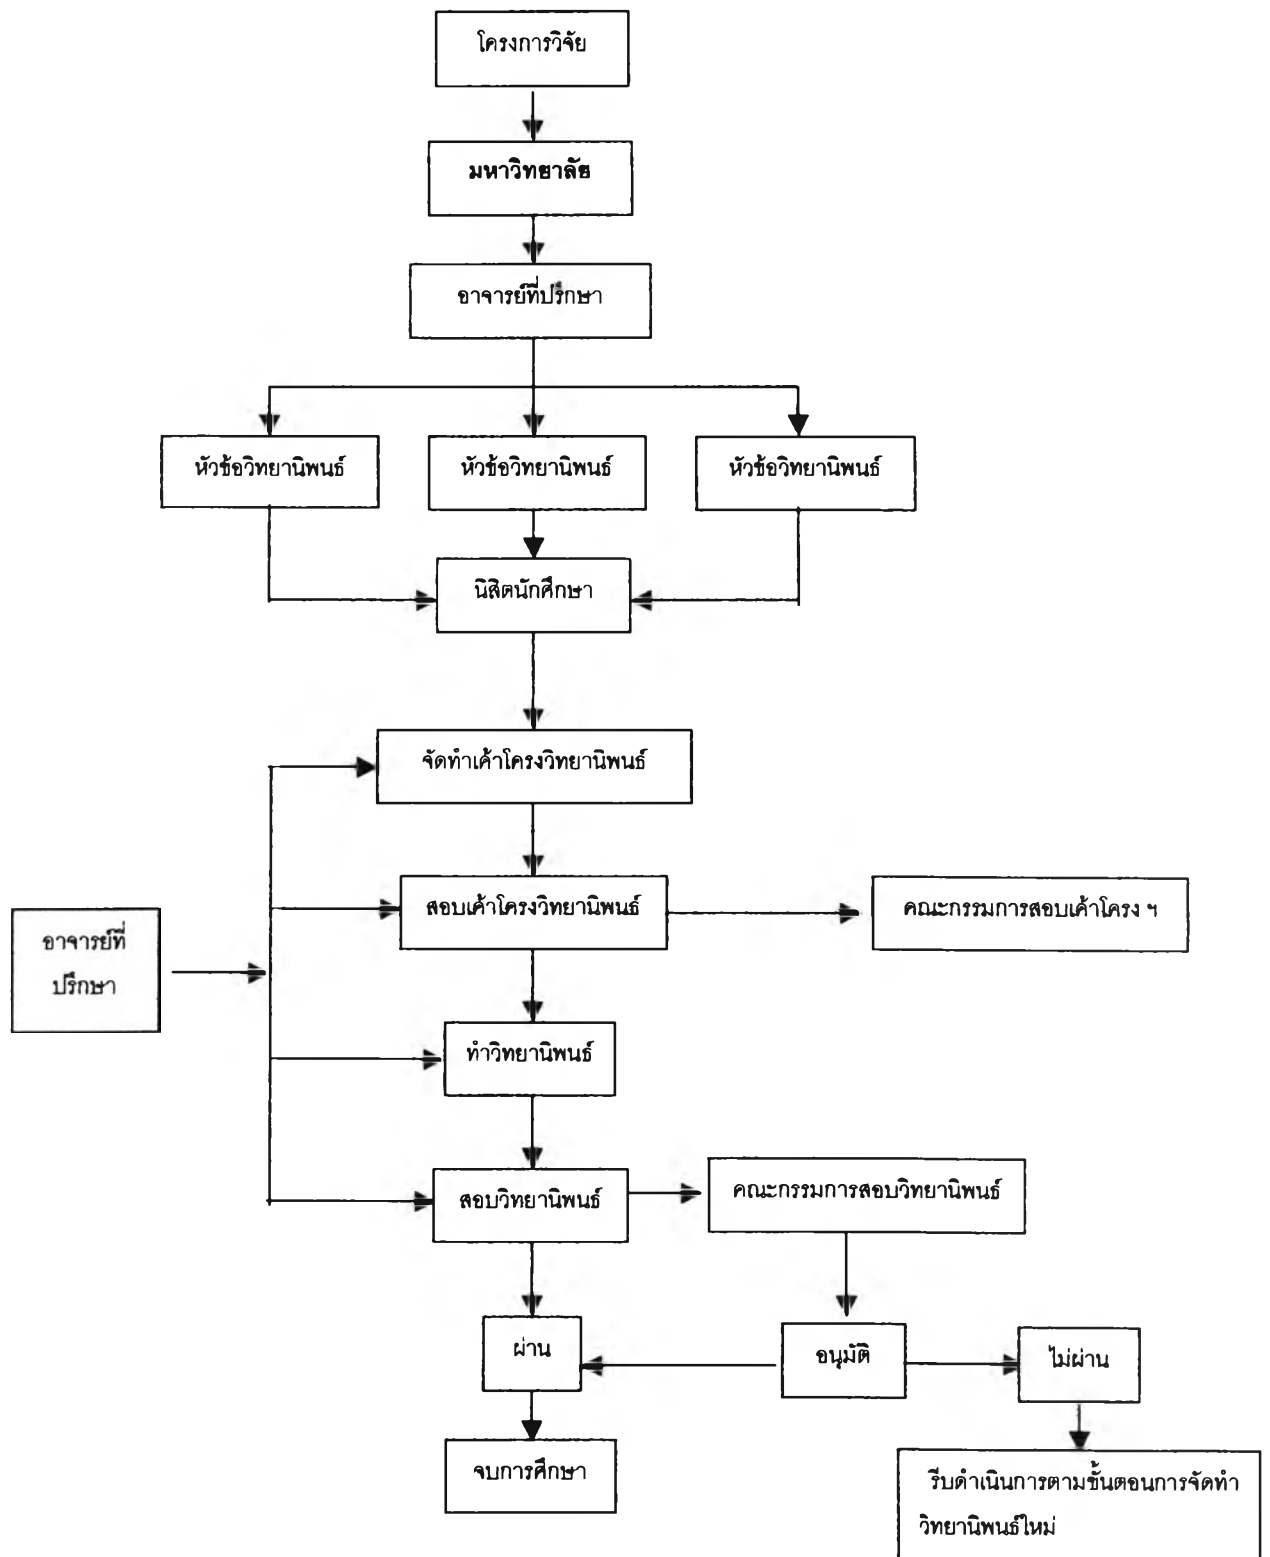 โครงการวิจัย
มหาวิทยาลัย
อาจารย์ที่ปรึกษา
หัวข้อวิทยานิพนธ์
หัวข้อวิทยานิพนธ์
หัวข้อวิทยานิพนธ์
นิสิตนักศึกษา
จัดทำเค้าโครงวิทยานิพนธ์
สอบเค้าโครงวิทยานิพนธ์
คณะกรรมการสอบเค้าโครง ฯ
อาจารย์ที่
ปรึกษา
ทำวิทยานิพนธ์
สอบวิทยานิพนธ์
คณะกรรมการสอบวิทยานิพนธ์
ผ่าน
อนุมัติ
ไม่ผ่าน
จบการศึกษา
รีบดำเนินการตามขั้นตอนการจัดทำ
วิทยานิพนธ์ใหม่